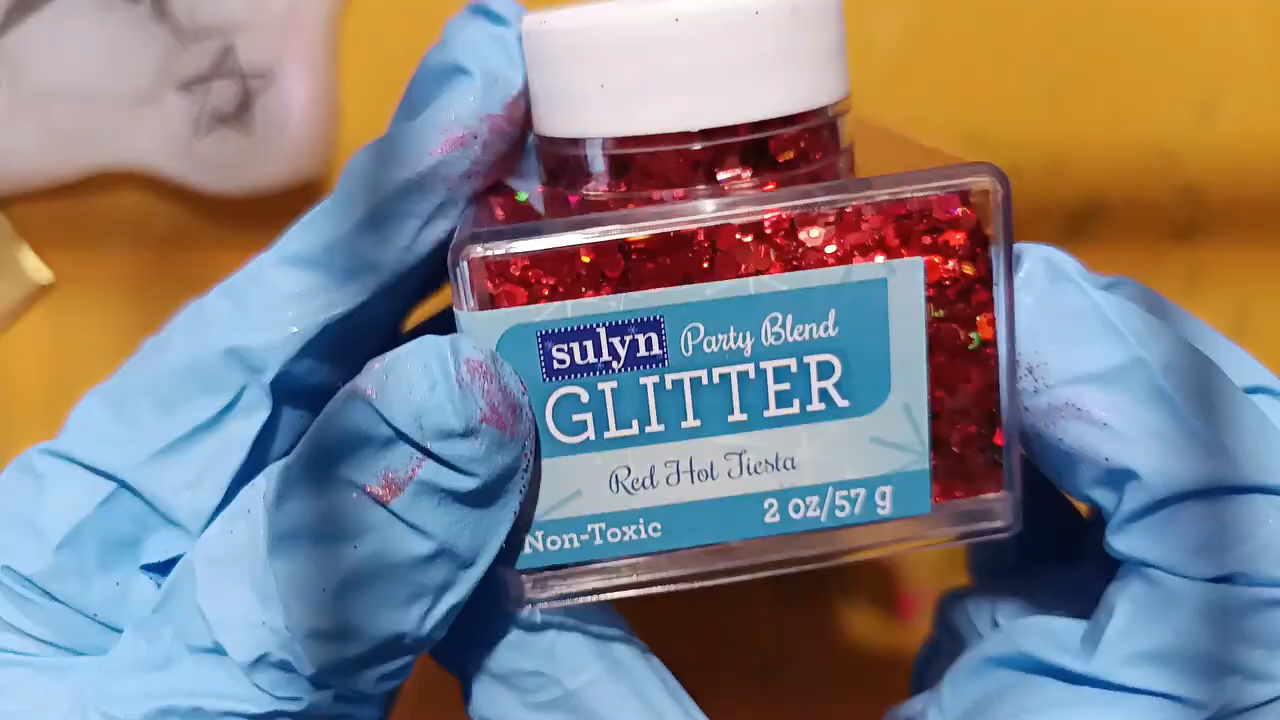 sulyn Party Blend
GLITTER
Red Hot Fiesta
Non-Toxic 2 oz/57 g